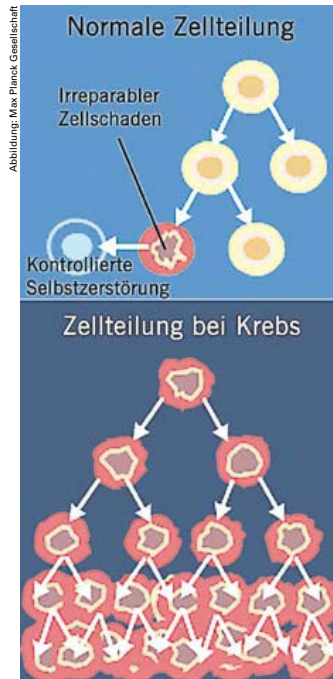 Abbildung: Max Planck Gesellschaft
Normale Zellteilung
Irreparabler
Zellschaden
Kontrollierte
Selbstzerstörung
Zellteilung bei Krebs